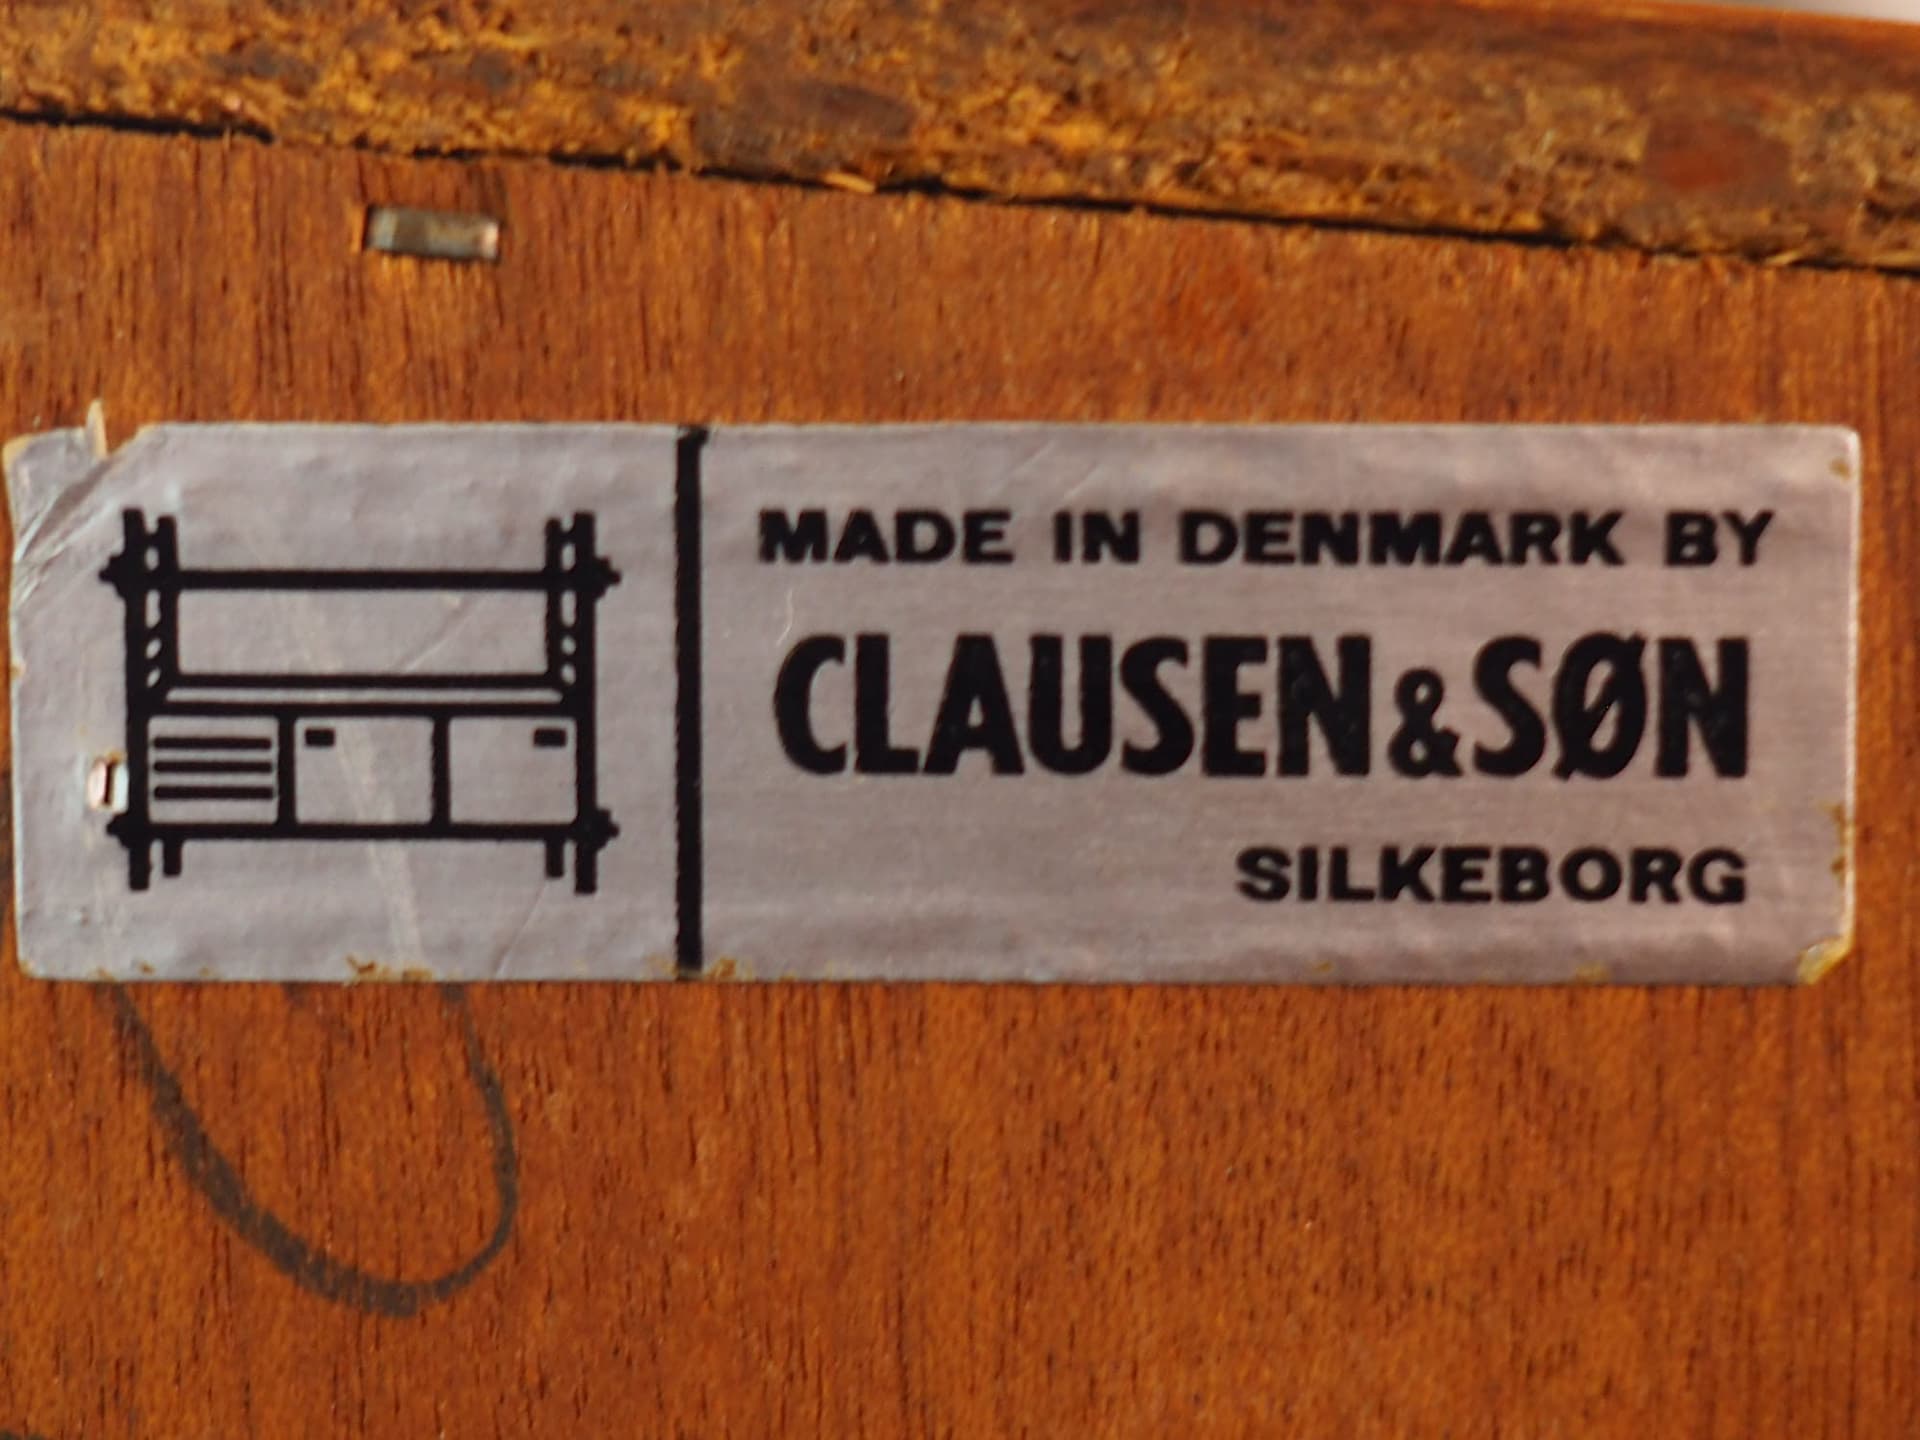 MADE IN DENMARK BY
CLAUSEN & SØN
SILKEBORG